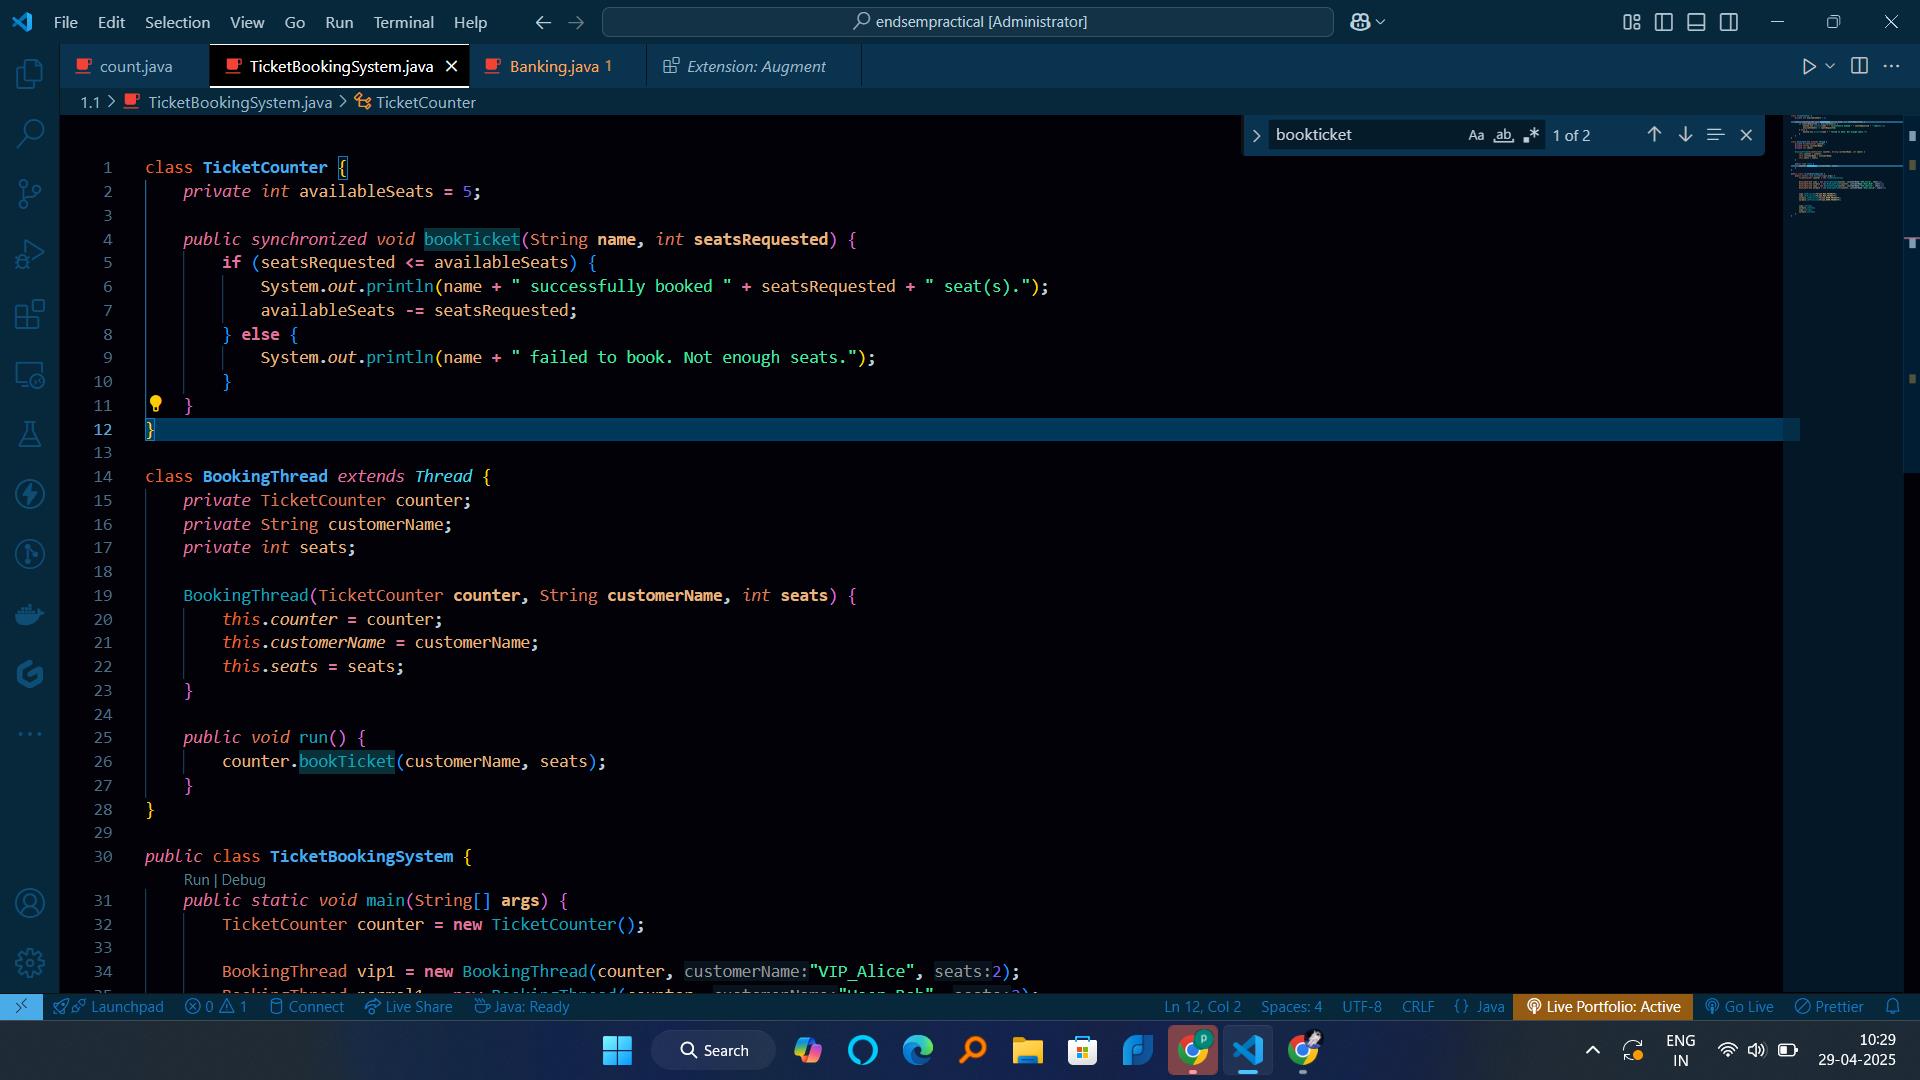 File Edit Selection View Go Run Terminal Help
endsempractical [Administrator]
count.java
TicketBookingSystem.java
Banking.java 1
Extension: Augment
1.1 > TicketBookingSystem.java > TicketCounter
bookticket
Aa ab 1 of 2
1 class TicketCounter {
2 private int availableSeats = 5;
3
4 public synchronized void bookTicket(String name, int seatsRequested) {
5 if (seatsRequested <= availableSeats) {
6 System.out.println(name + " successfully booked " + seatsRequested + " seat(s).");
7 availableSeats -= seatsRequested;
8 } else {
9 System.out.println(name + " failed to book. Not enough seats.");
10 }
11 }
12 }
13
14 class BookingThread extends Thread {
15 private TicketCounter counter;
16 private String customerName;
17 private int seats;
18
19 BookingThread(TicketCounter counter, String customerName, int seats) {
20 this.counter = counter;
21 this.customerName = customerName;
22 this.seats = seats;
23 }
24
25 public void run() {
26 counter.bookTicket(customerName, seats);
27 }
28 }
29
30 public class TicketBookingSystem {
Run | Debug
31 public static void main(String[] args) {
32 TicketCounter counter = new TicketCounter();
33
34 BookingThread vip1 = new BookingThread(counter, customerName:"VIP_Alice", seats:2);
Launchpad 0 1 Connect Live Share Java: Ready
Ln 12, Col 2 Spaces: 4 UTF-8 CRLF {} Java Live Portfolio: Active Go Live Prettier
Search
ENG
IN
10:29
29-04-2025